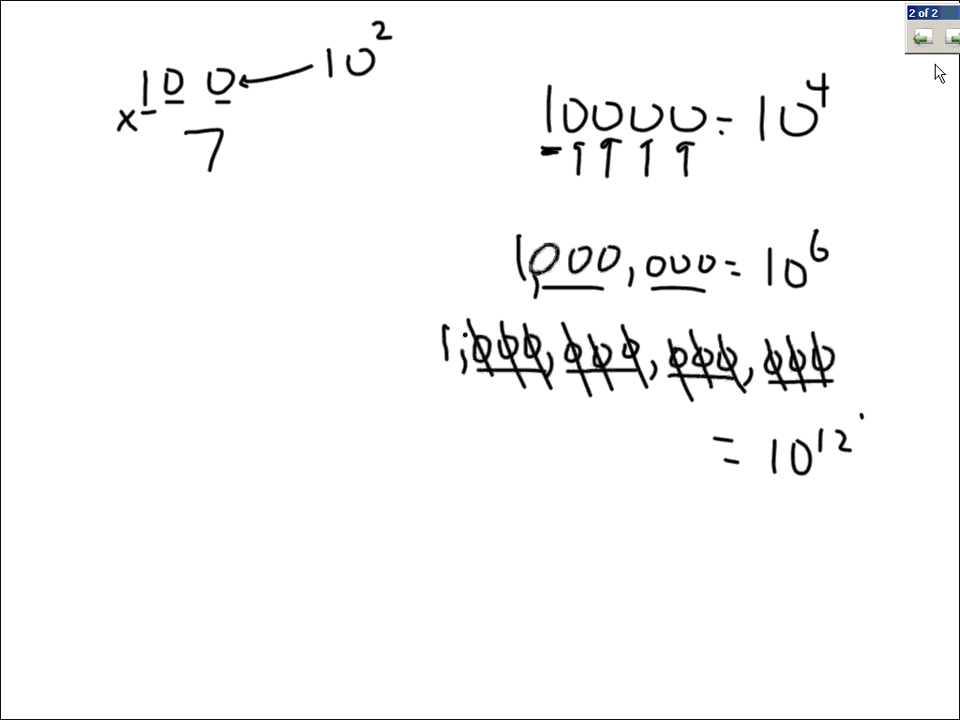 2 of 2
100 ← 10²
x 7
10000 = 10⁴
1,000,000 = 10⁶
1,000,000,000,000
= 10¹²